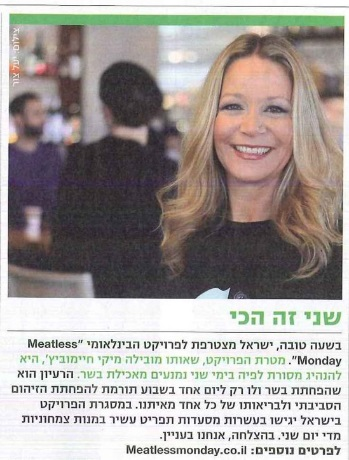 צילום: יעל צור
שני זה הכי
בשעה טובה, ישראל מצטרפת לפרויקט הבינלאומי "Meatless
Monday". מטרת הפרויקט, שאותו מובילה מיקי חיימוביץ', היא
להנהיג מסורת לפיה בימי שני נמנעים מאכילת בשר. הרעיון הוא
שהפחתת בשר ולו רק ליום אחד בשבוע תורמת להפחתת הזיהום
הסביבתי ולבריאותו של כל אחד מאיתנו. במסגרת הפרויקט
בישראל יגישו בעשרות מסעדות תפריט עשיר במנות צמחוניות
מדי יום שני. בהצלחה, אנחנו בעניין.
לפרטים נוספים: Meatlessmonday.co.il